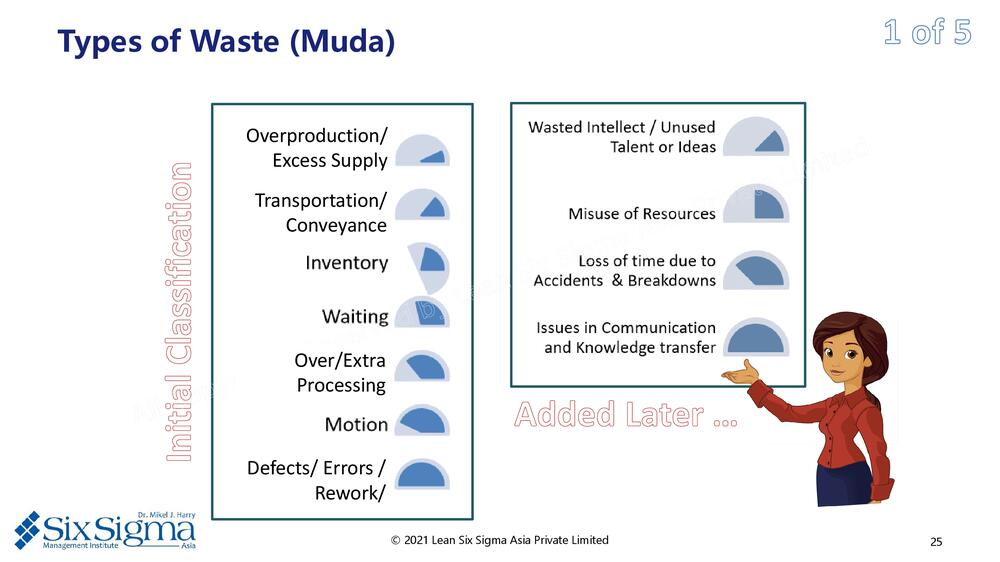 Types of Waste (Muda)
1 of 5
Initial Classification
Overproduction/
Excess Supply
Transportation/
Conveyance
Inventory
Waiting
Over/Extra
Processing
Motion
Defects/ Errors /
Rework/
Wasted Intellect / Unused
Talent or Ideas
Misuse of Resources
Loss of time due to
Accidents & Breakdowns
Issues in Communication
and Knowledge transfer
Added Later ...
Dr. Mikel J. Harry
SixSigma
Management Institute Asia
© 2021 Lean Six Sigma Asia Private Limited
25